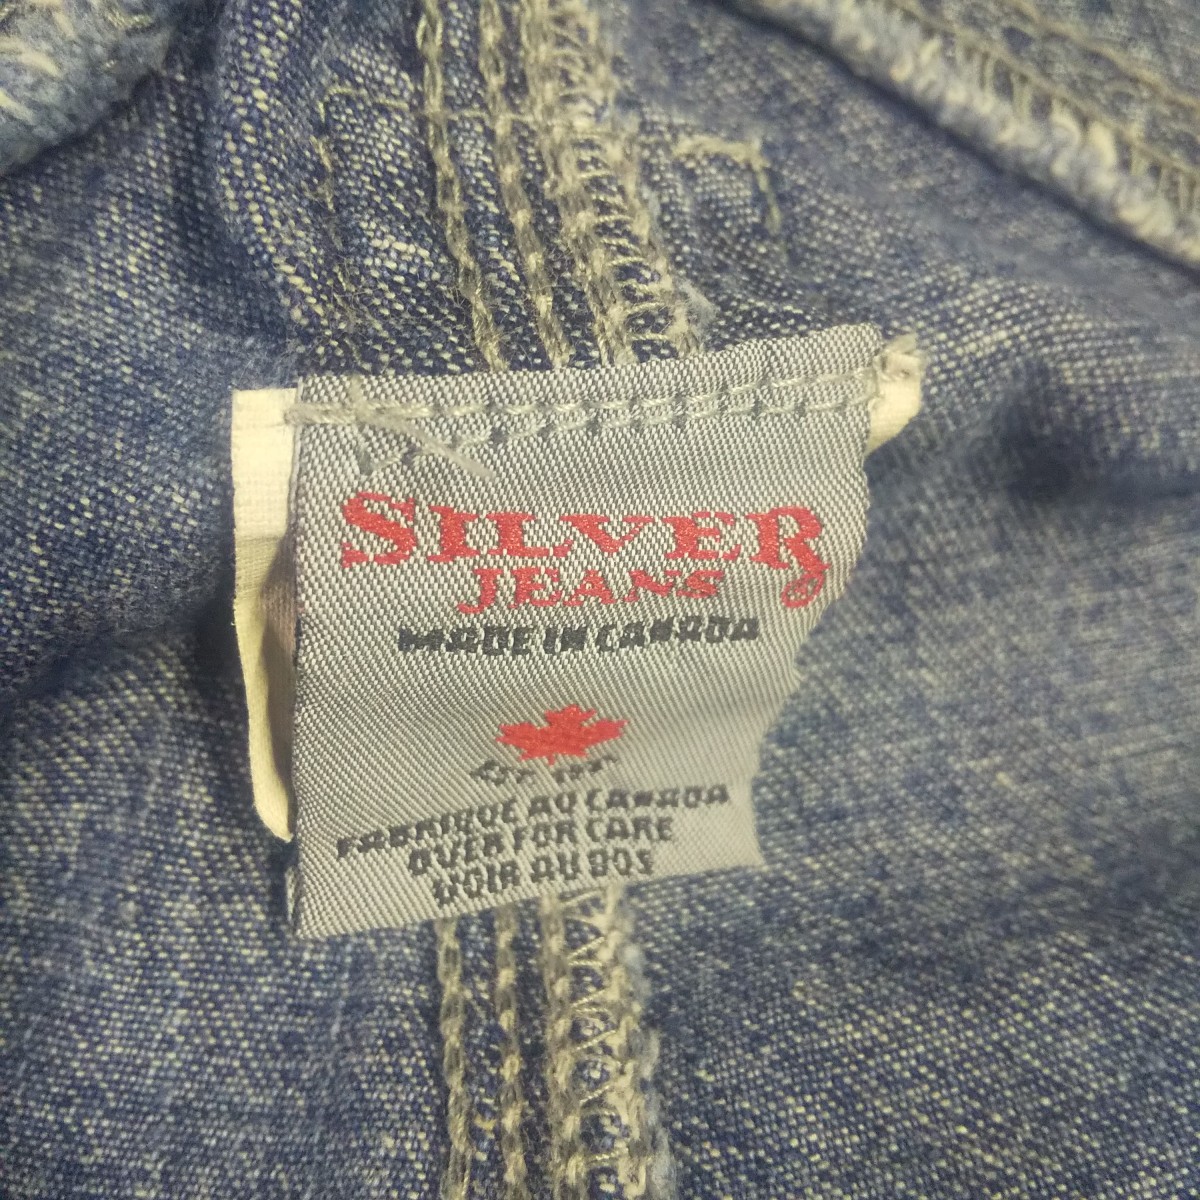 SILVER
JEANS ®
MADE IN CANADA
FABRIQUE AU CANADA
OVER FOR CARE
VOIR AU DOS